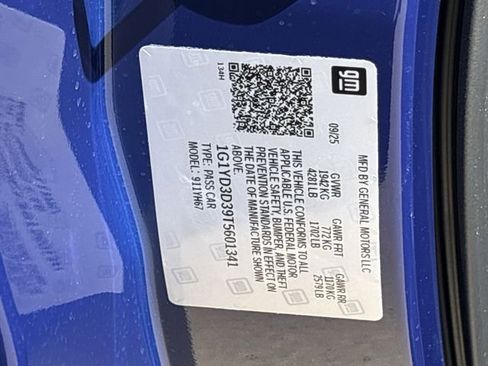 gm
MFD BY GENERAL MOTORS LLC
09/25
GVWR GAWR FRT GAWR RR
1942KG 772KG 1170KG
4281LB 1702LB 2579LB
THIS VEHICLE CONFORMS TO ALL
APPLICABLE U.S. FEDERAL MOTOR
VEHICLE SAFETY, BUMPER, AND THEFT
PREVENTION STANDARDS IN EFFECT ON
THE DATE OF MANUFACTURE SHOWN
ABOVE.
1G1YD3D39T5601341
TYPE: PASS CAR
MODEL: 911YH67
134H